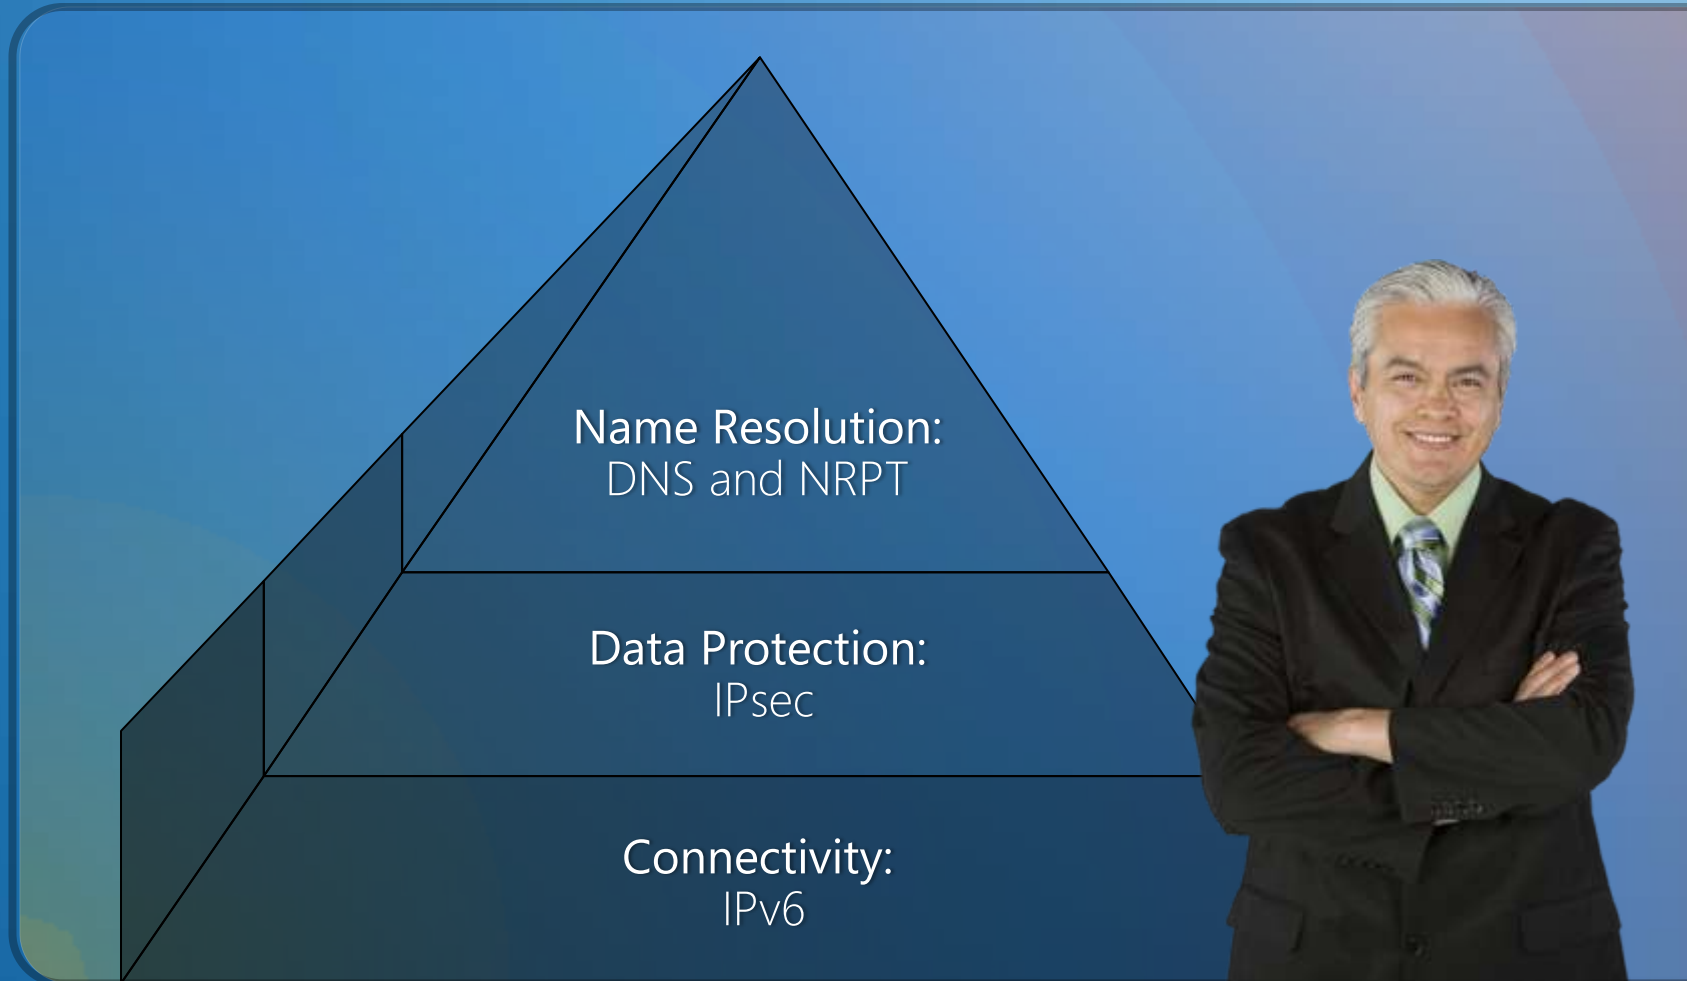 Name Resolution:
DNS and NRPT
Data Protection:
IPsec
Connectivity:
IPv6